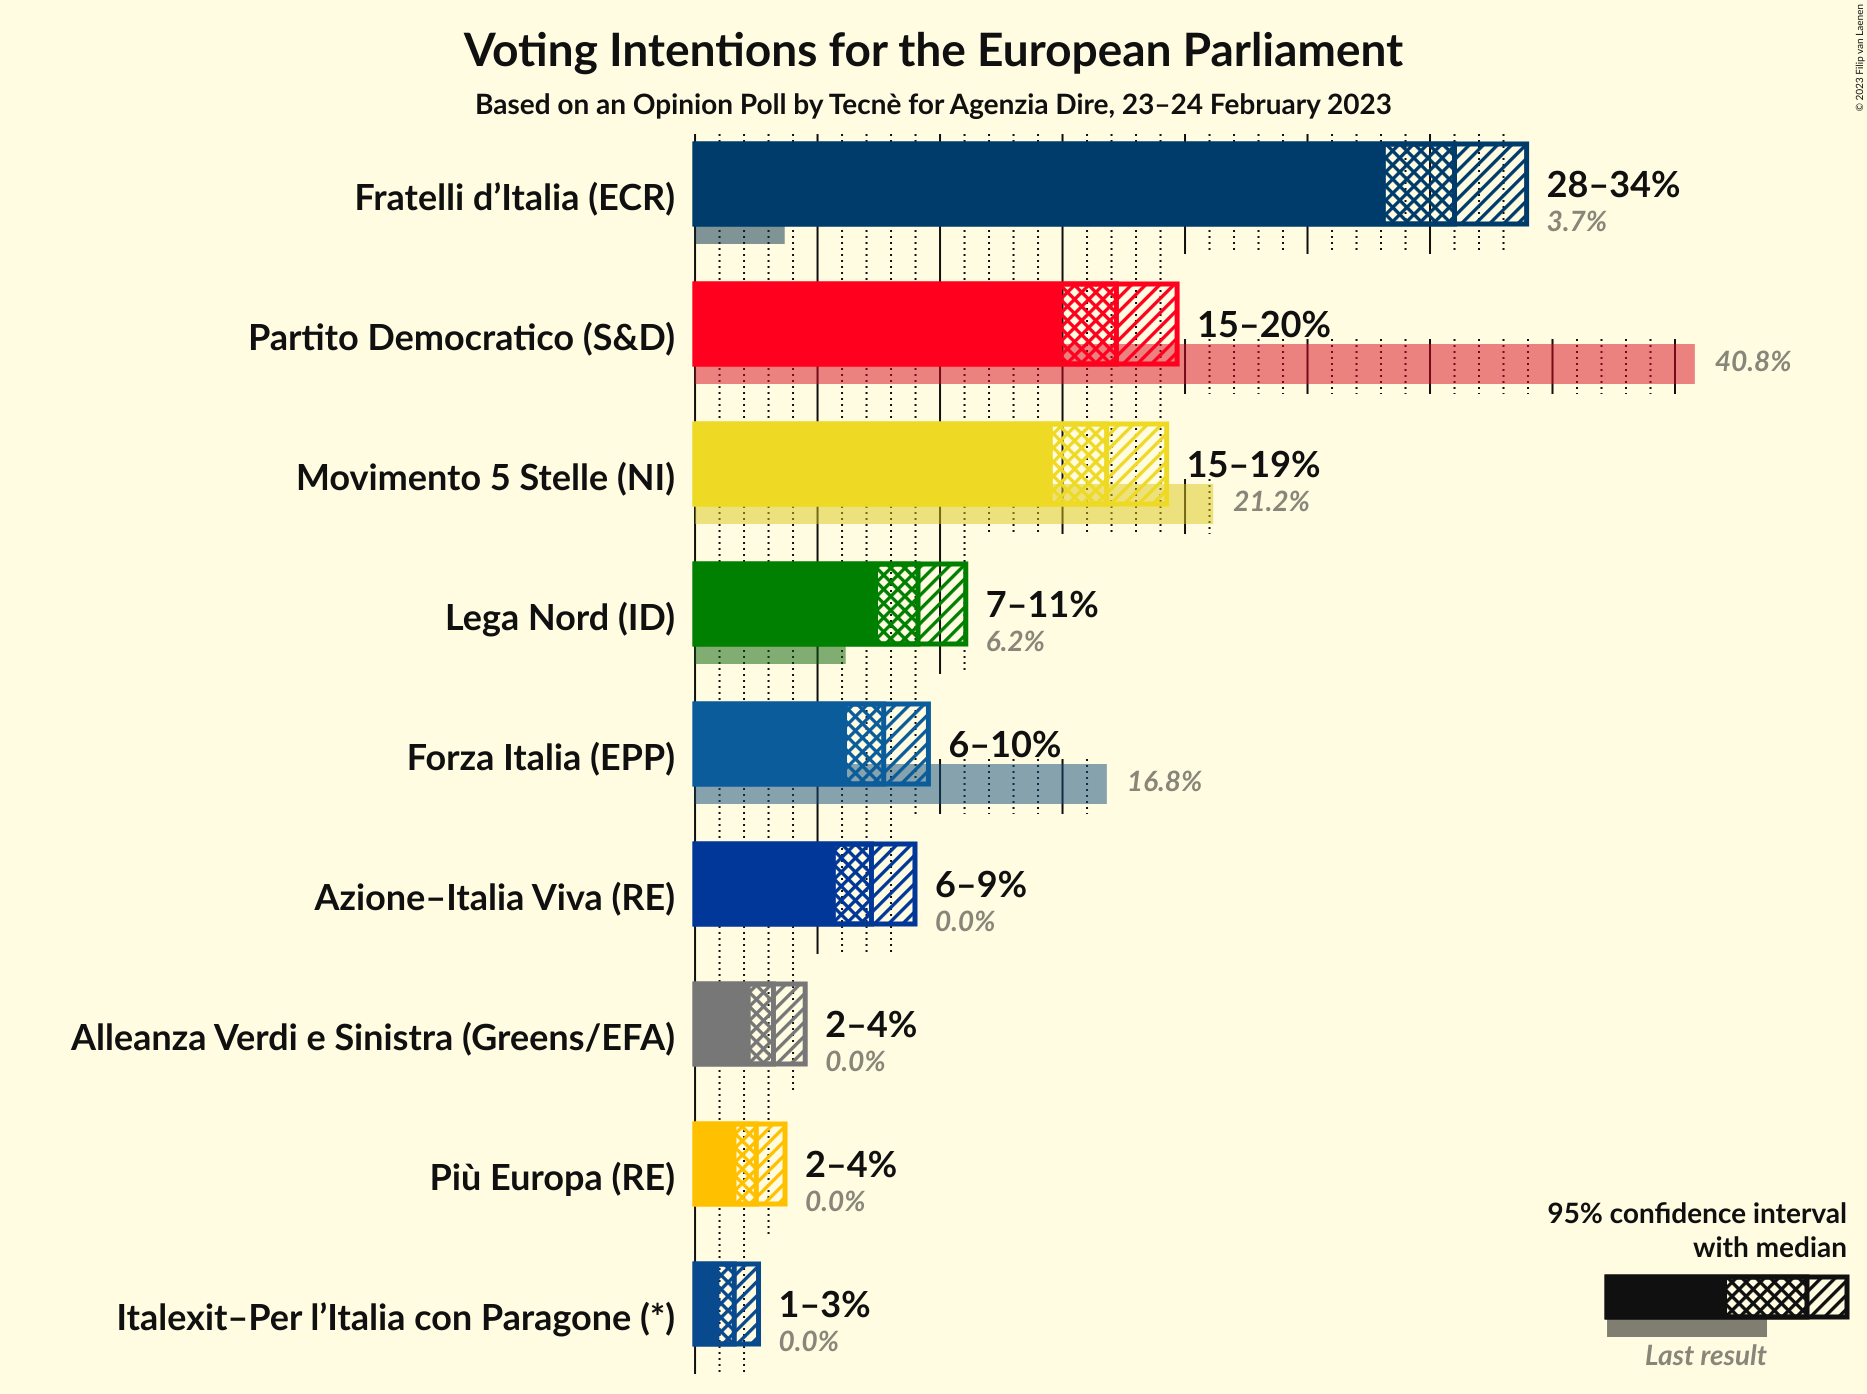 © 2023 Filip van Laenen
Voting Intentions for the European Parliament
Based on an Opinion Poll by Tecnè for Agenzia Dire, 23–24 February 2023
Fratelli d’Italia (ECR)
28–34%
3.7%
Partito Democratico (S&D)
15–20%
40.8%
Movimento 5 Stelle (NI)
15–19%
21.2%
Lega Nord (ID)
7–11%
6.2%
Forza Italia (EPP)
6–10%
16.8%
Azione–Italia Viva (RE)
6–9%
0.0%
Alleanza Verdi e Sinistra (Greens/EFA)
2–4%
0.0%
Più Europa (RE)
2–4%
0.0%
Italexit–Per l’Italia con Paragone (*)
1–3%
0.0%
95% confidence interval
with median
Last result